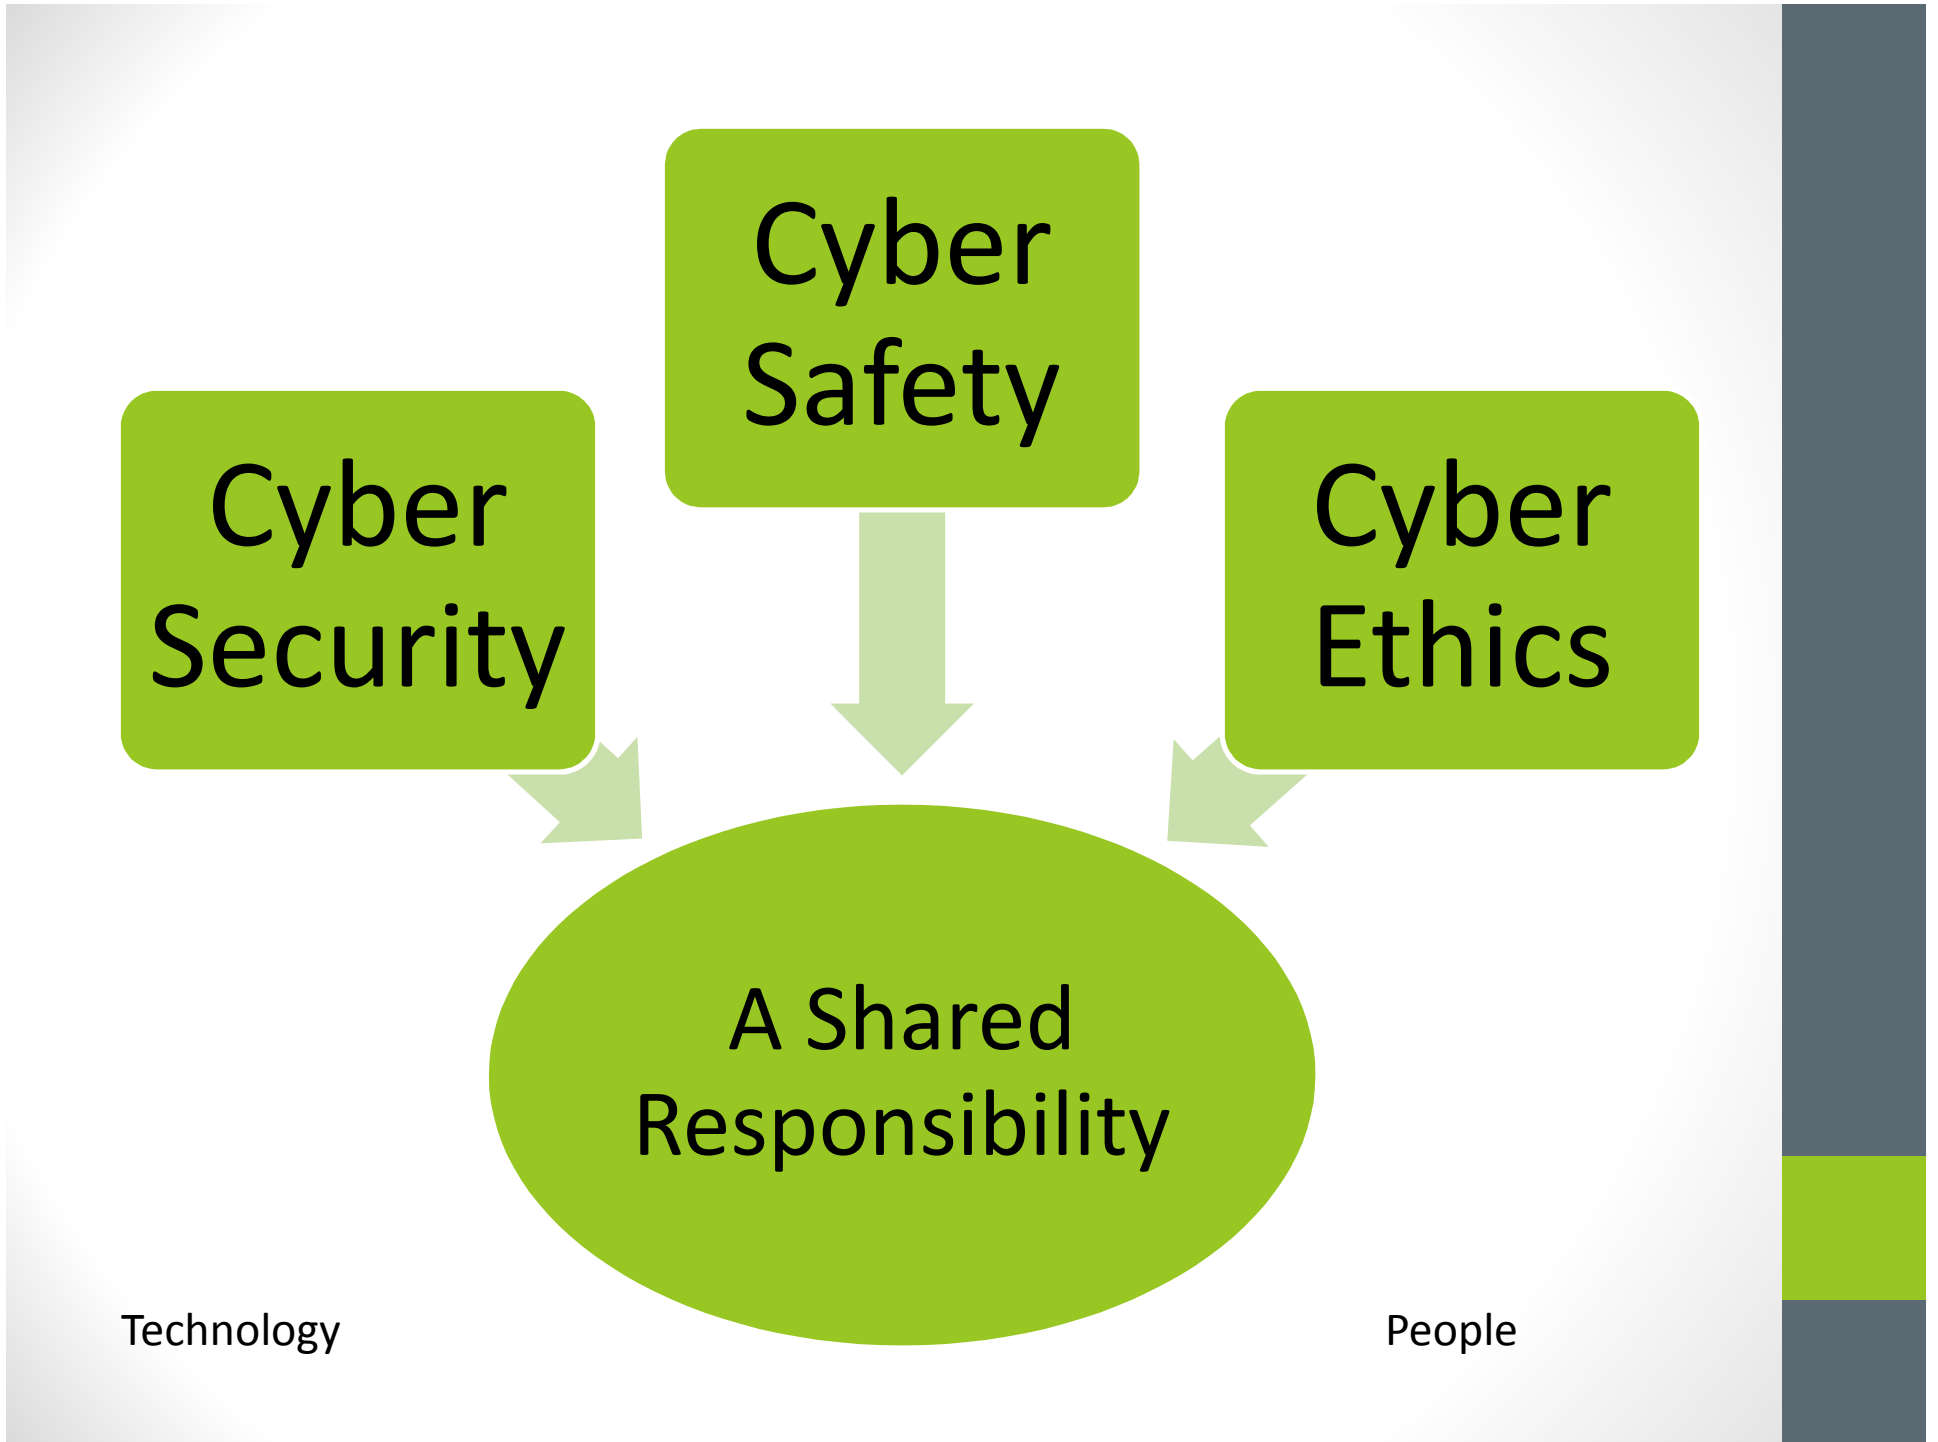 Cyber
Safety
Cyber
Security
Cyber
Ethics
A Shared
Responsibility
Technology
People